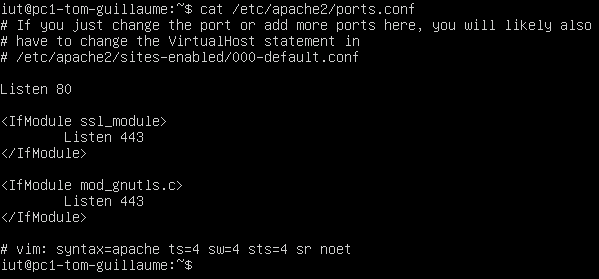 iut@pc1-tom-guillaume:~$ cat /etc/apache2/ports.conf
# If you just change the port or add more ports here, you will likely also
# have to change the VirtualHost statement in
# /etc/apache2/sites-enabled/000-default.conf

Listen 80

<IfModule ssl_module>
        Listen 443
</IfModule>

<IfModule mod_gnutls.c>
        Listen 443
</IfModule>

# vim: syntax=apache ts=4 sw=4 sts=4 sr noet
iut@pc1-tom-guillaume:~$